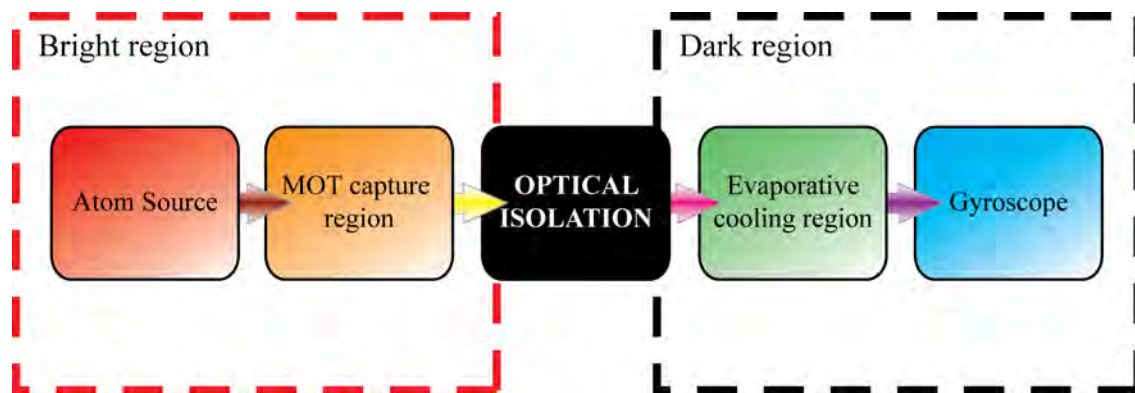 Bright region
Dark region
Atom Source
MOT capture
region
OPTICAL
ISOLATION
Evaporative
cooling region
Gyroscope